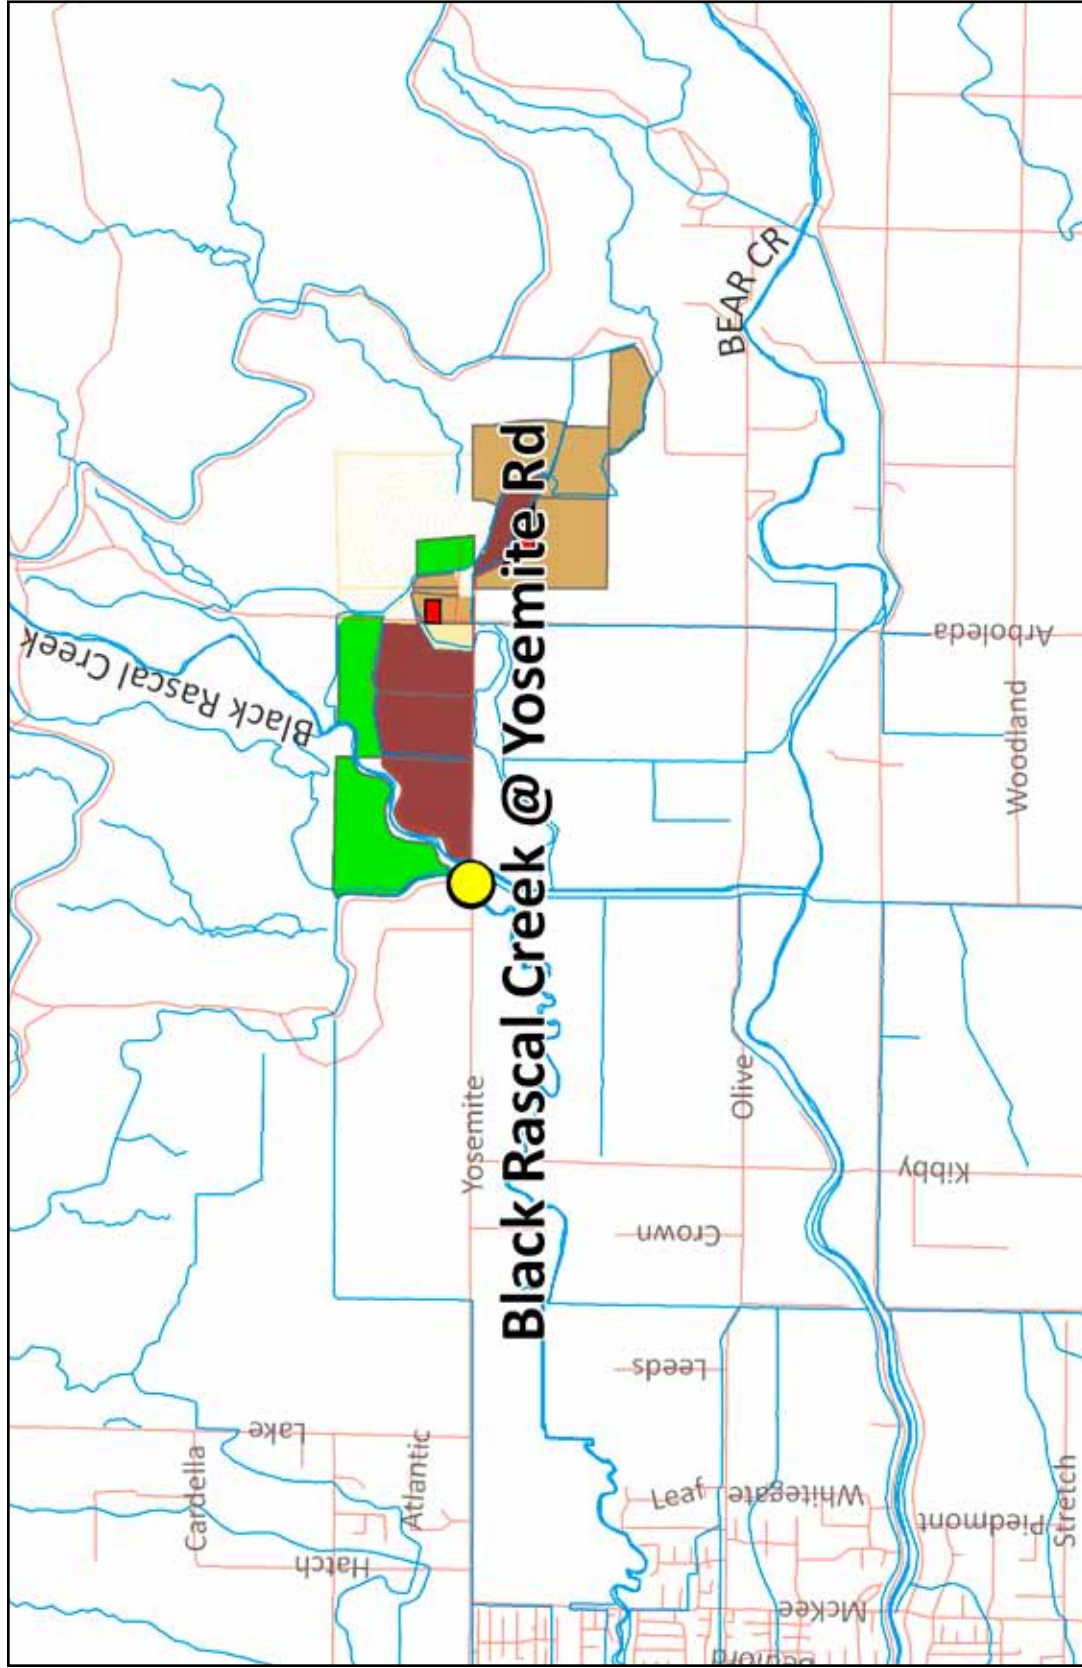 Black Rascal Creek
BEAR CR
Black Rascal Creek @ Yosemite Rd
Arboleda
Woodland
Yosemite
Olive
Kibby
Crown
Leeds
Lake
Cardella
Atlantic
Hatch
Leaf
Whitegate
Piedmont
Stretch
McKee